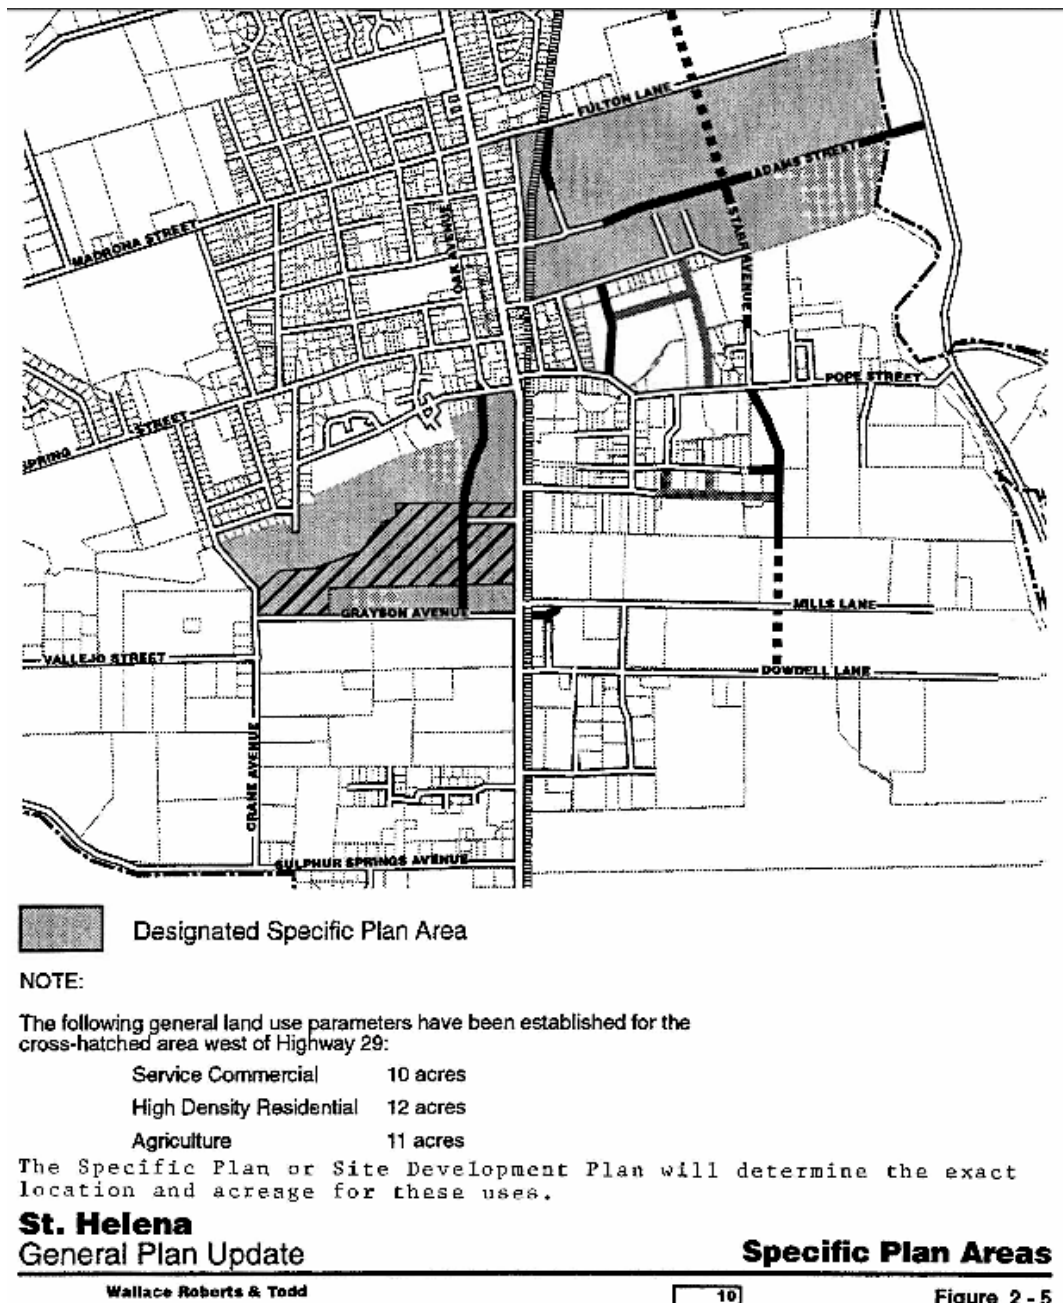 FULTON LANE
ADAMS STREET
MADRONA STREET
OAK AVENUE
STARR AVENUE
POPE STREET
SPRING STREET
GRAYSON AVENUE
MILLS LANE
VALLEJO STREET
DOWDELL LANE
CRANE AVENUE
SULPHUR SPRINGS AVENUE
Designated Specific Plan Area
NOTE:
The following general land use parameters have been established for the
cross-hatched area west of Highway 29:
Service Commercial 10 acres
High Density Residential 12 acres
Agriculture 11 acres
The Specific Plan or Site Development Plan will determine the exact
location and acreage for these uses.
St. Helena
General Plan Update
Specific Plan Areas
Wallace Roberts & Todd
10
Figure 2 - 5